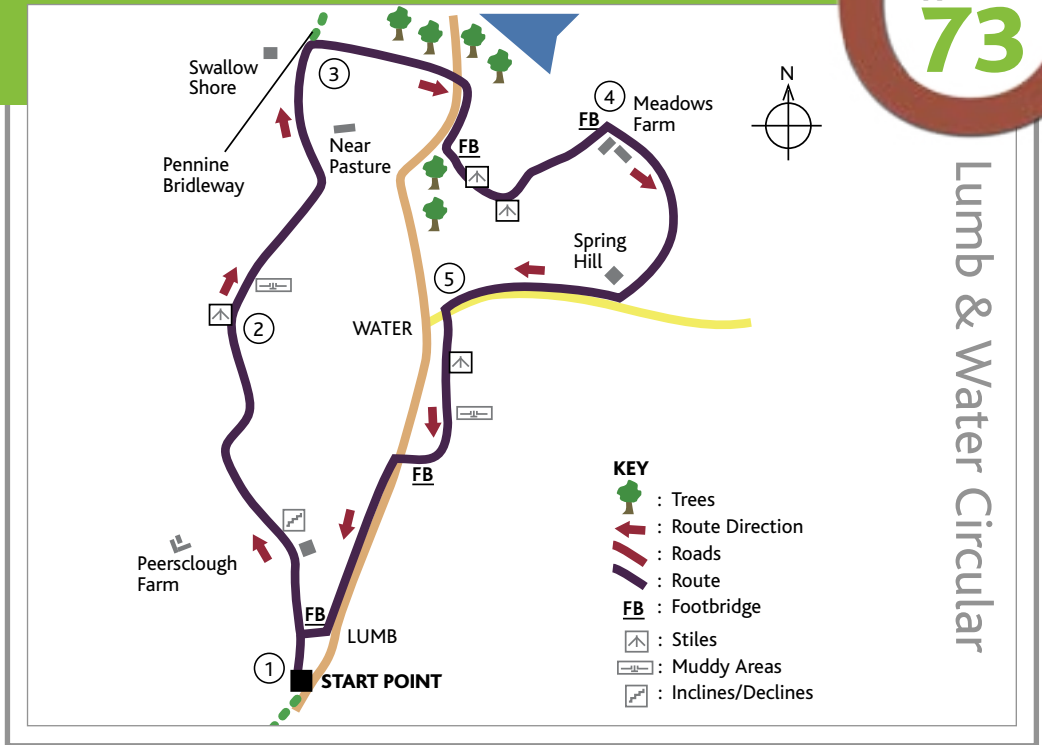 73
Lumb & Water Circular
N
Swallow
Shore
3
Pennine
Bridleway
Near
Pasture
FB
FB
4
Meadows
Farm
Spring
Hill
2
WATER
5
FB
Peersclough
Farm
FB
LUMB
1
START POINT
KEY
: Trees
: Route Direction
: Roads
: Route
FB : Footbridge
: Stiles
: Muddy Areas
: Inclines/Declines